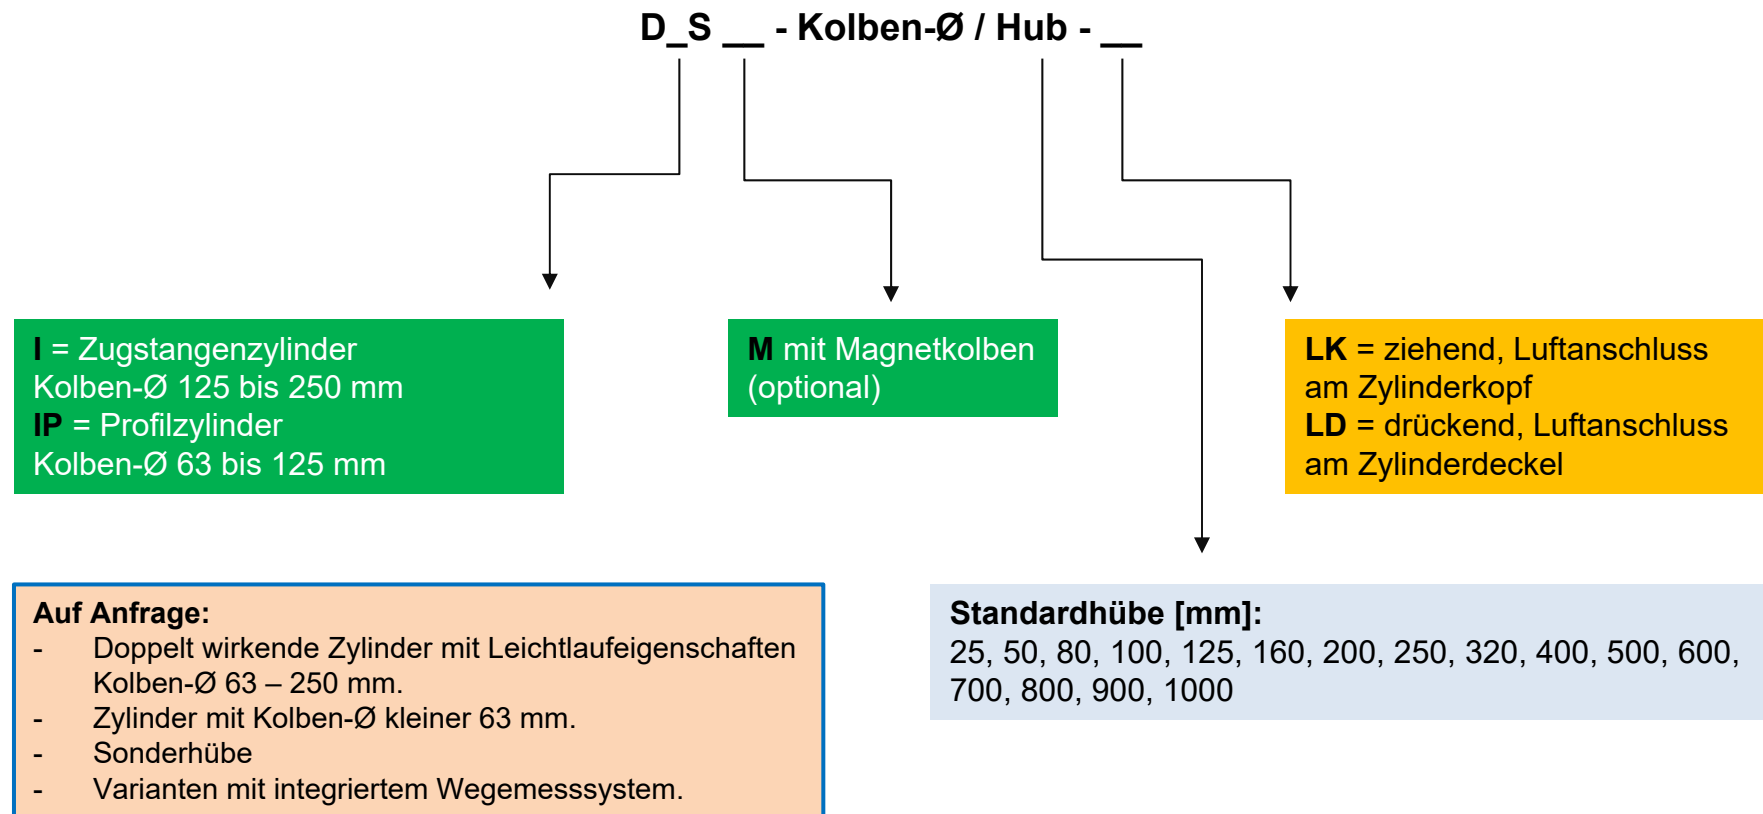 D_S __ - Kolben-Ø / Hub - __
I = Zugstangenzylinder
Kolben-Ø 125 bis 250 mm
IP = Profilzylinder
Kolben-Ø 63 bis 125 mm
M mit Magnetkolben
(optional)
LK = ziehend, Luftanschluss
am Zylinderkopf
LD = drückend, Luftanschluss
am Zylinderdeckel
Auf Anfrage:
- Doppelt wirkende Zylinder mit Leichtlaufeigenschaften
Kolben-Ø 63 – 250 mm.
- Zylinder mit Kolben-Ø kleiner 63 mm.
- Sonderhübe
- Varianten mit integriertem Wegemesssystem.
Standardhübe [mm]:
25, 50, 80, 100, 125, 160, 200, 250, 320, 400, 500, 600,
700, 800, 900, 1000